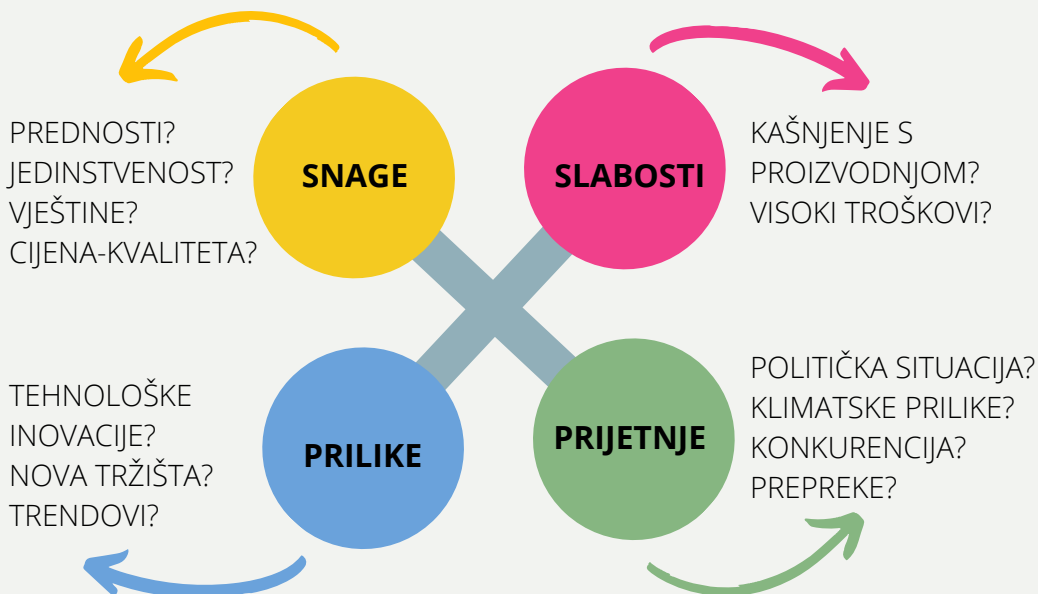 SNAGE
PREDNOSTI?
JEDINSTVENOST?
VJEŠTINE?
CIJENA-KVALITETA?
SLABOSTI
KAŠNJENJE S
PROIZVODNJOM?
VISOKI TROŠKOVI?
PRILIKE
TEHNOLOŠKE
INOVACIJE?
NOVA TRŽIŠTA?
TRENDOVI?
PRIJETNJE
POLITIČKA SITUACIJA?
KLIMATSKE PRILIKE?
KONKURENCIJA?
PREPREKE?